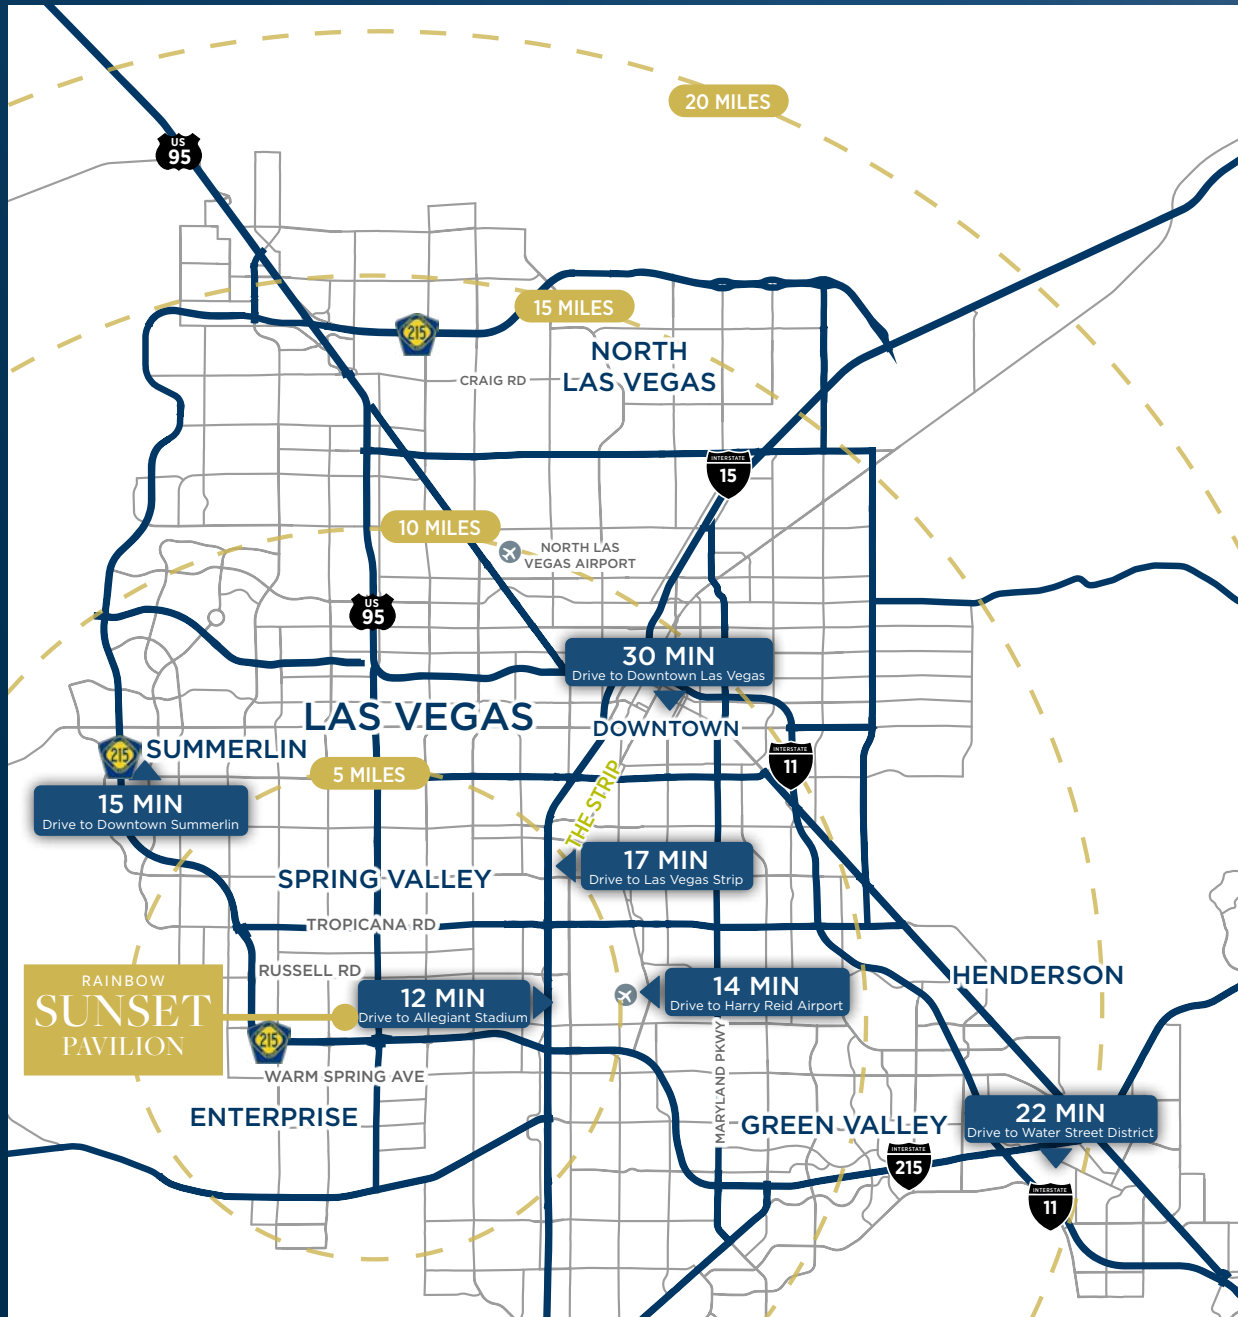 20 MILES
US
95
15 MILES
215
NORTH
LAS VEGAS
CRAIG RD
INTERSTATE
15
10 MILES
NORTH LAS
VEGAS AIRPORT
US
95
30 MIN
Drive to Downtown Las Vegas
LAS VEGAS
DOWNTOWN
215
SUMMERLIN
INTERSTATE
11
5 MILES
THE STRIP
15 MIN
Drive to Downtown Summerlin
17 MIN
Drive to Las Vegas Strip
SPRING VALLEY
TROPICANA RD
RUSSELL RD
HENDERSON
RAINBOW
SUNSET
PAVILION
12 MIN
Drive to Allegiant Stadium
14 MIN
Drive to Harry Reid Airport
215
MARYLAND PKWY
WARM SPRING AVE
ENTERPRISE
GREEN VALLEY
22 MIN
Drive to Water Street District
INTERSTATE
215
INTERSTATE
11